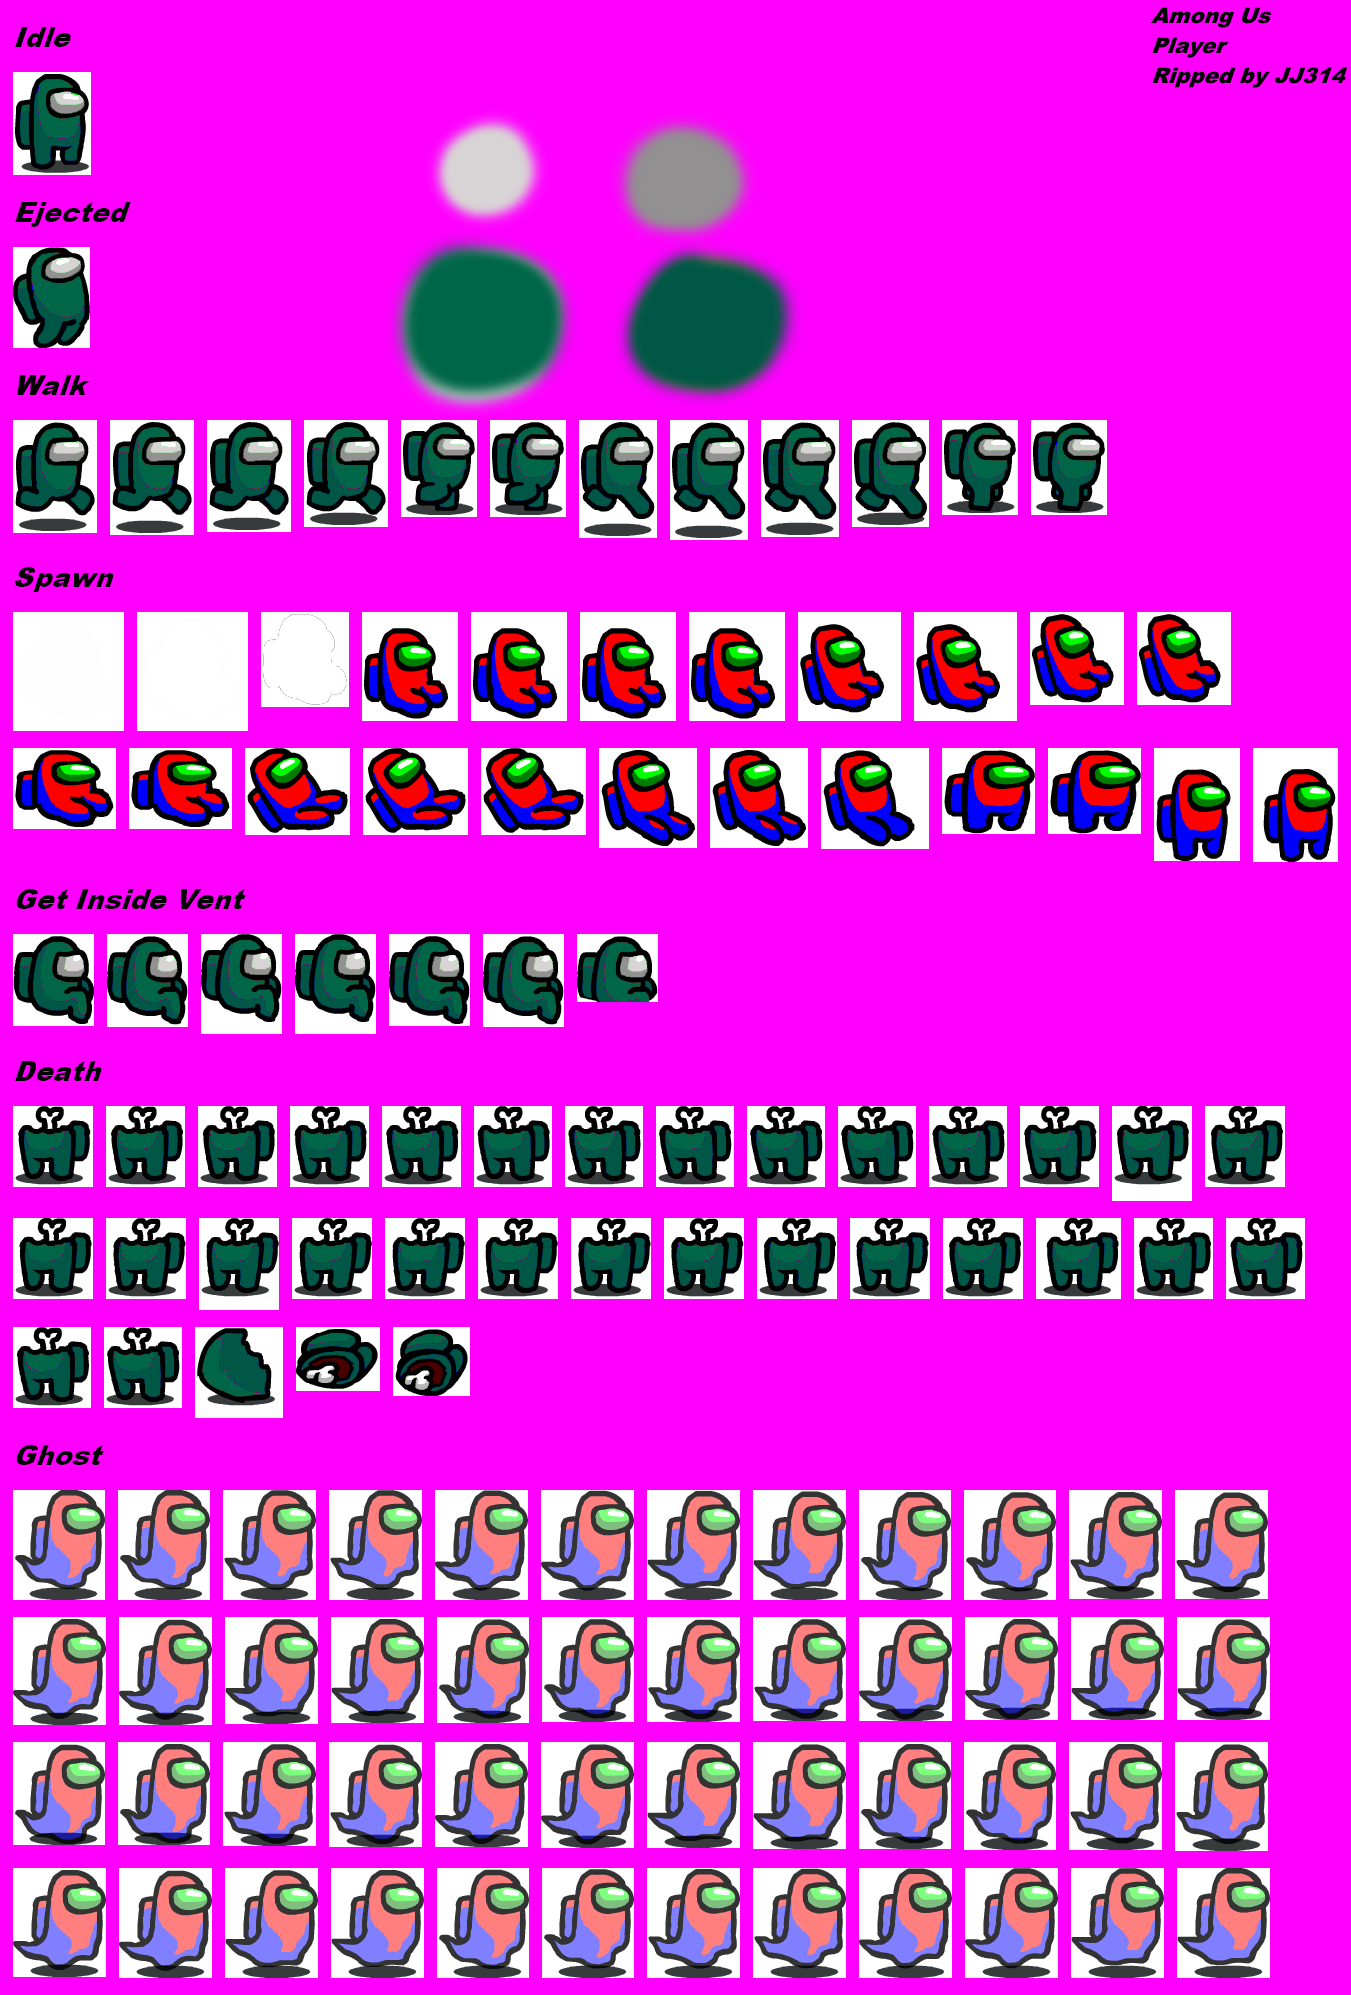 Idle
Among Us
Player
Ripped by JJ314
Ejected
Walk
Spawn
Get Inside Vent
Death
Ghost